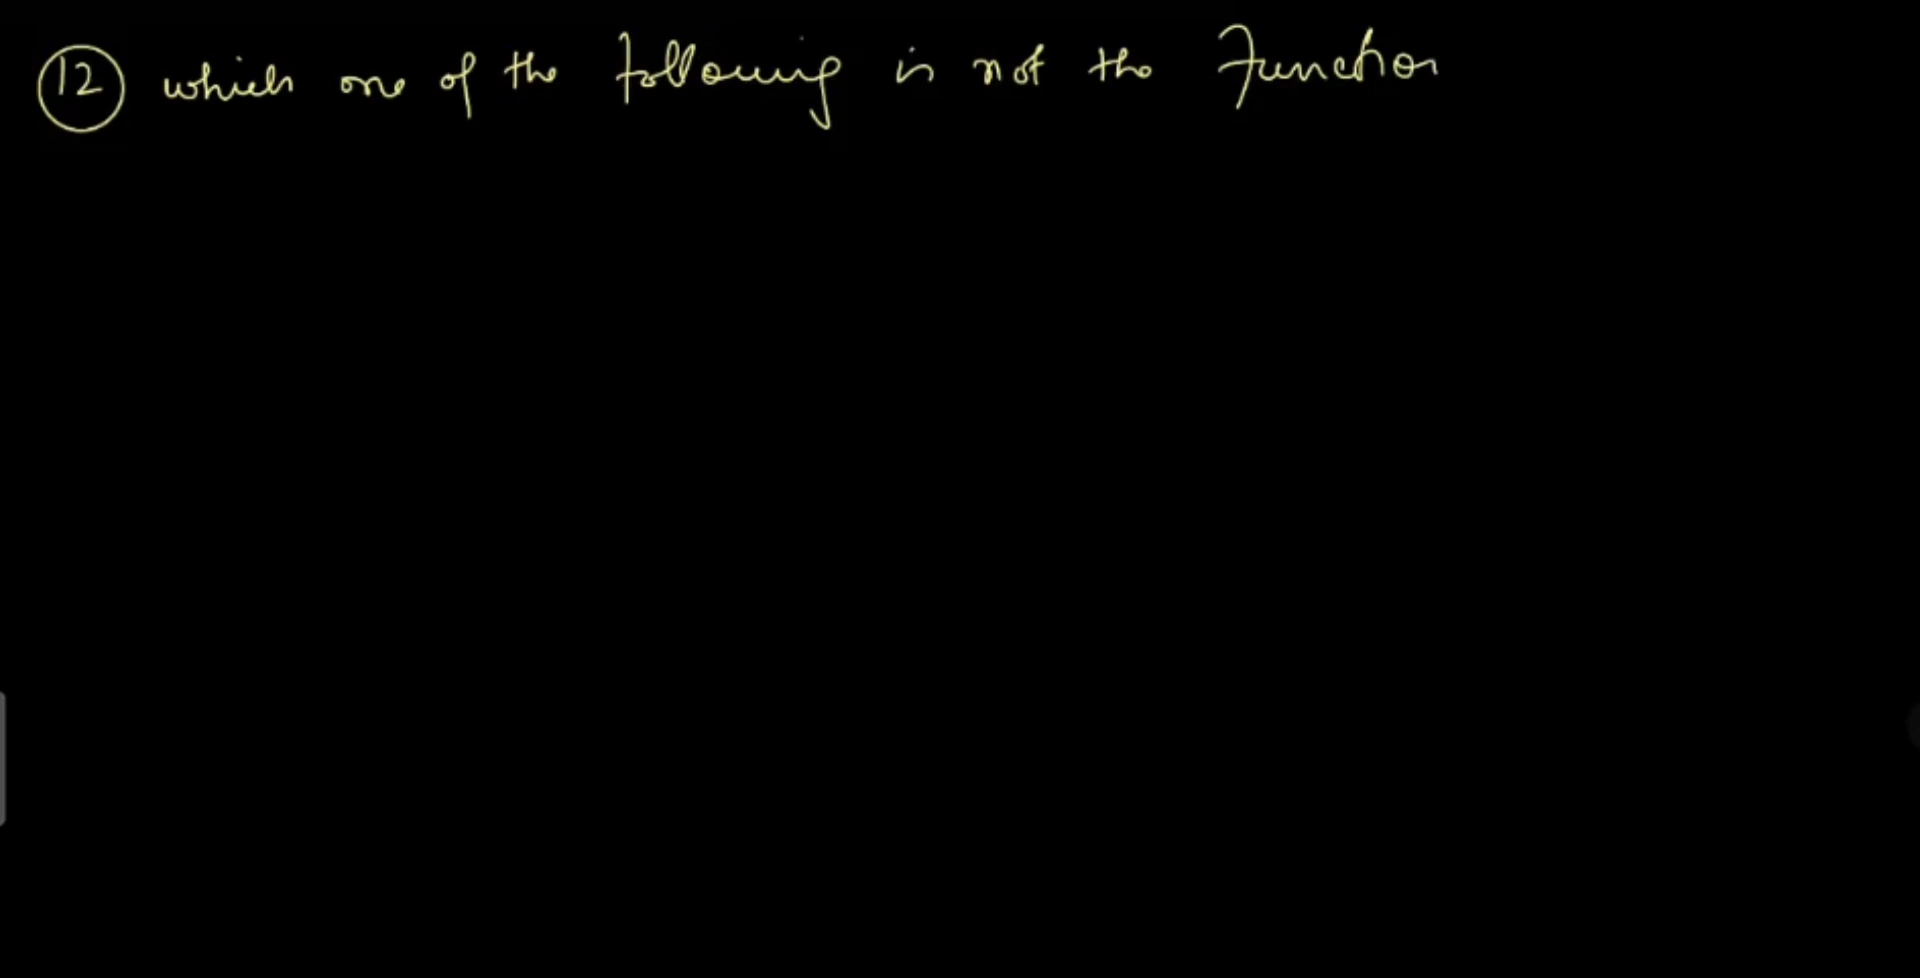 12 which one of the following is not the Function